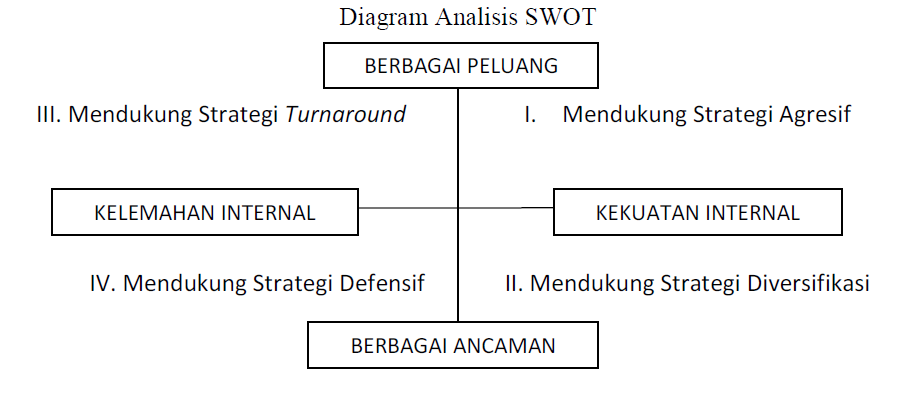 Diagram Analisis SWOT
BERBAGAI PELUANG
III. Mendukung Strategi Turnaround
I. Mendukung Strategi Agresif
KELEMAHAN INTERNAL
KEKUATAN INTERNAL
IV. Mendukung Strategi Defensif
II. Mendukung Strategi Diversifikasi
BERBAGAI ANCAMAN